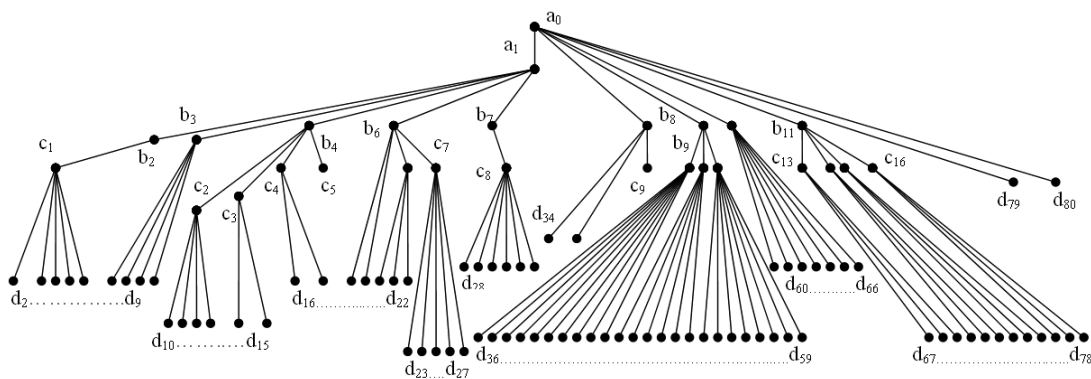 a0
a1
b3
b7
b8
b11
b2
b4
b6
b9
c1
c7
c13
c16
c2
c4
c5
c8
c9
c3
d34
d79
d80
d2……………….d9
d16……………d22
d28
d60…………d66
d10……………d15
d36……………………………………………………d59
d67……………………….d78
d23….d27